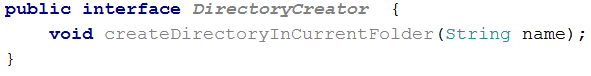 public interface DirectoryCreator  {
    void createDirectoryInCurrentFolder(String name);
}